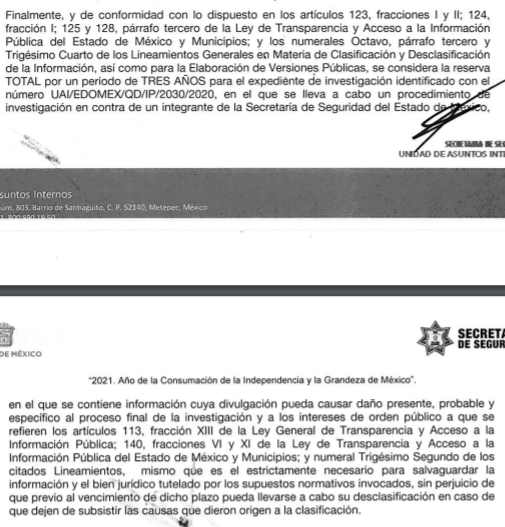 Finalmente, y de conformidad con lo dispuesto en los artículos 123, fracciones I y II; 124,
fracción I; 125 y 128, párrafo tercero de la Ley de Transparencia y Acceso a la Información
Pública del Estado de México y Municipios; y los numerales Octavo, párrafo tercero y
Trigésimo Cuarto de los Lineamientos Generales en Materia de Clasificación y Desclasificación
de la Información, así como para la Elaboración de Versiones Públicas, se considera la reserva
TOTAL por un periodo de TRES AÑOS para el expediente de investigación identificado con el
número UAI/EDOMEX/QD/IP/2030/2020, en el que se lleva a cabo un procedimiento de
investigación en contra de un integrante de la Secretaría de Seguridad del Estado de México,
SECRETARIA DE SE
UNIDAD DE ASUNTOS INT
suntos Internos
úm. 803, Barrio de Santiaguito, C. P. 52140, Metepec, México
800 890 19 50
DE MÉXICO
SECRETA
DE SEGUR
"2021. Año de la Consumación de la Independencia y la Grandeza de México".
en el que se contiene información cuya divulgación pueda causar daño presente, probable y
específico al proceso final de la investigación y a los intereses de orden público a que se
refieren los artículos 113, fracción XIII de la Ley General de Transparencia y Acceso a la
Información Pública; 140, fracciones VI y XI de la Ley de Transparencia y Acceso a la
Información Pública del Estado de México y Municipios; y numeral Trigésimo Segundo de los
citados Lineamientos, mismo que es el estrictamente necesario para salvaguardar la
información y el bien jurídico tutelado por los supuestos normativos invocados, sin perjuicio de
que previo al vencimiento de dicho plazo pueda llevarse a cabo su desclasificación en caso de
que dejen de subsistir las causas que dieron origen a la clasificación.